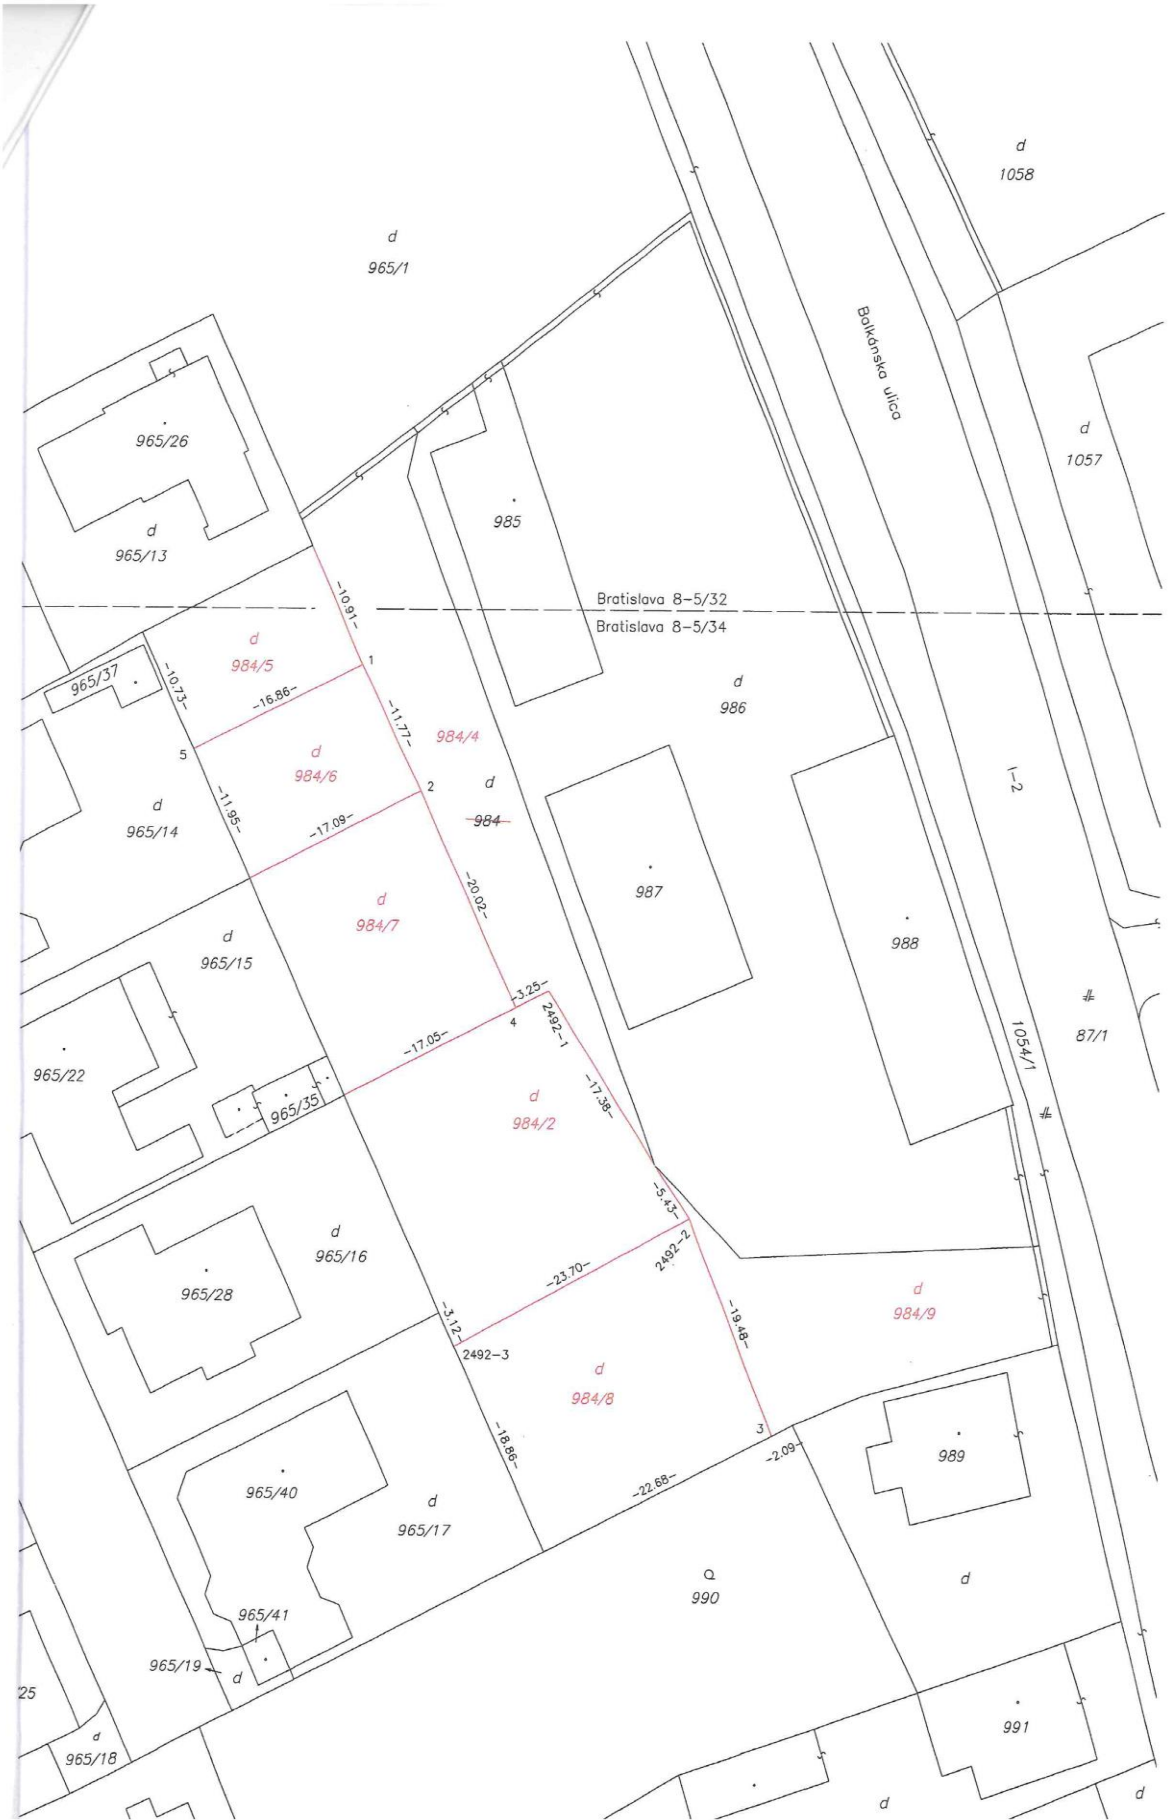 d
1058
d
965/1
Balkánska ulica
965/26
d
1057
985
d
965/13
-10.91-
Bratislava 8-5/32
Bratislava 8-5/34
d
984/5
1
965/37
-10.73-
-16.86-
d
986
-11.77-
984/4
5
d
984/6
2
d
984
I-2
d
965/14
-11.95-
-17.09-
987
-20.02-
d
984/7
988
d
965/15
-3.25-
4
2492-1
87/1
1054/1
-17.05-
965/22
965/35
-17.38-
d
984/2
-5.43-
d
965/16
2492-2
-23.70-
965/28
d
984/9
-3.12-
2492-3
-19.48-
d
984/8
3
-2.09-
-18.86-
989
-22.68-
965/40
d
965/17
990
d
965/41
965/19
d
25
991
d
965/18
d
d